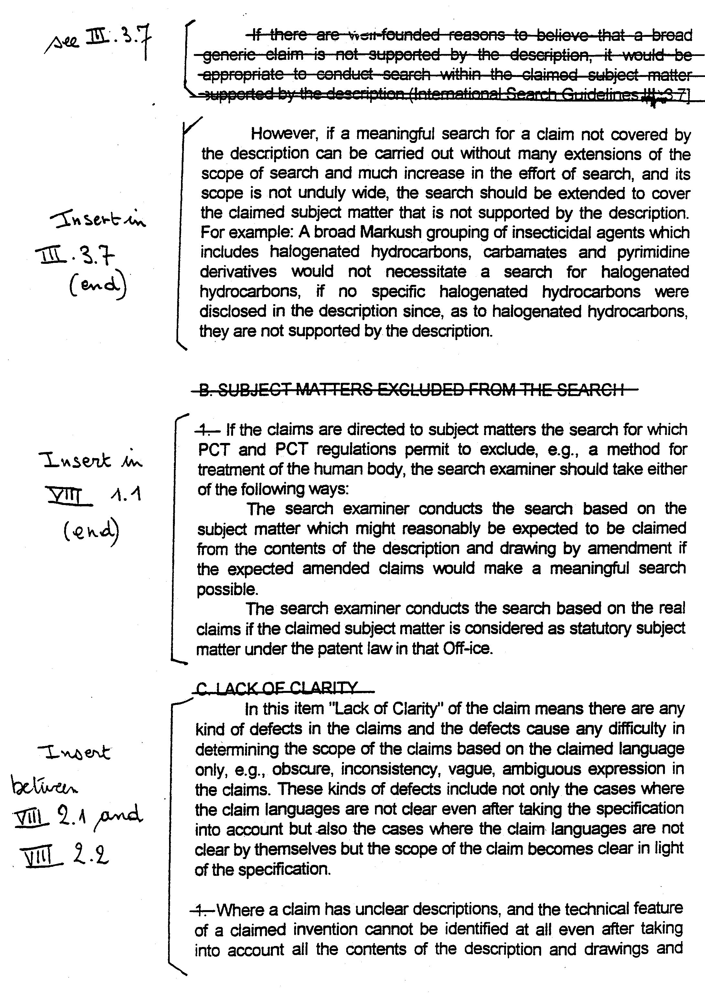 see III. 3.7
If there are well-founded reasons to believe that a broad
generic claim is not supported by the description, it would be
appropriate to conduct search within the claimed subject matter
supported by the description (International Search Guidelines III. 3.7]
However, if a meaningful search for a claim not covered by
the description can be carried out without many extensions of the
scope of search and much increase in the effort of search, and its
scope is not unduly wide, the search should be extended to cover
the claimed subject matter that is not supported by the description.
For example: A broad Markush grouping of insecticidal agents which
includes halogenated hydrocarbons, carbamates and pyrimidine
derivatives would not necessitate a search for halogenated
hydrocarbons, if no specific halogenated hydrocarbons were
disclosed in the description since, as to halogenated hydrocarbons,
they are not supported by the description.
Insert in
III. 3.7
(end)
B. SUBJECT MATTERS EXCLUDED FROM THE SEARCH
1. If the claims are directed to subject matters the search for which
PCT and PCT regulations permit to exclude, e.g., a method for
treatment of the human body, the search examiner should take either
of the following ways:
The search examiner conducts the search based on the
subject matter which might reasonably be expected to be claimed
from the contents of the description and drawing by amendment if
the expected amended claims would make a meaningful search
possible.
The search examiner conducts the search based on the real
claims if the claimed subject matter is considered as statutory subject
matter under the patent law in that Off-ice.
Insert in
VIII 1.1
(end)
C. LACK OF CLARITY
In this item "Lack of Clarity" of the claim means there are any
kind of defects in the claims and the defects cause any difficulty in
determining the scope of the claims based on the claimed language
only, e.g., obscure, inconsistency, vague, ambiguous expression in
the claims. These kinds of defects include not only the cases where
the claim languages are not clear even after taking the specification
into account but also the cases where the claim languages are not
clear by themselves but the scope of the claim becomes clear in light
of the specification.
Insert
between
VIII 2.1 and
VIII 2.2
1. Where a claim has unclear descriptions, and the technical feature
of a claimed invention cannot be identified at all even after taking
into account all the contents of the description and drawings and